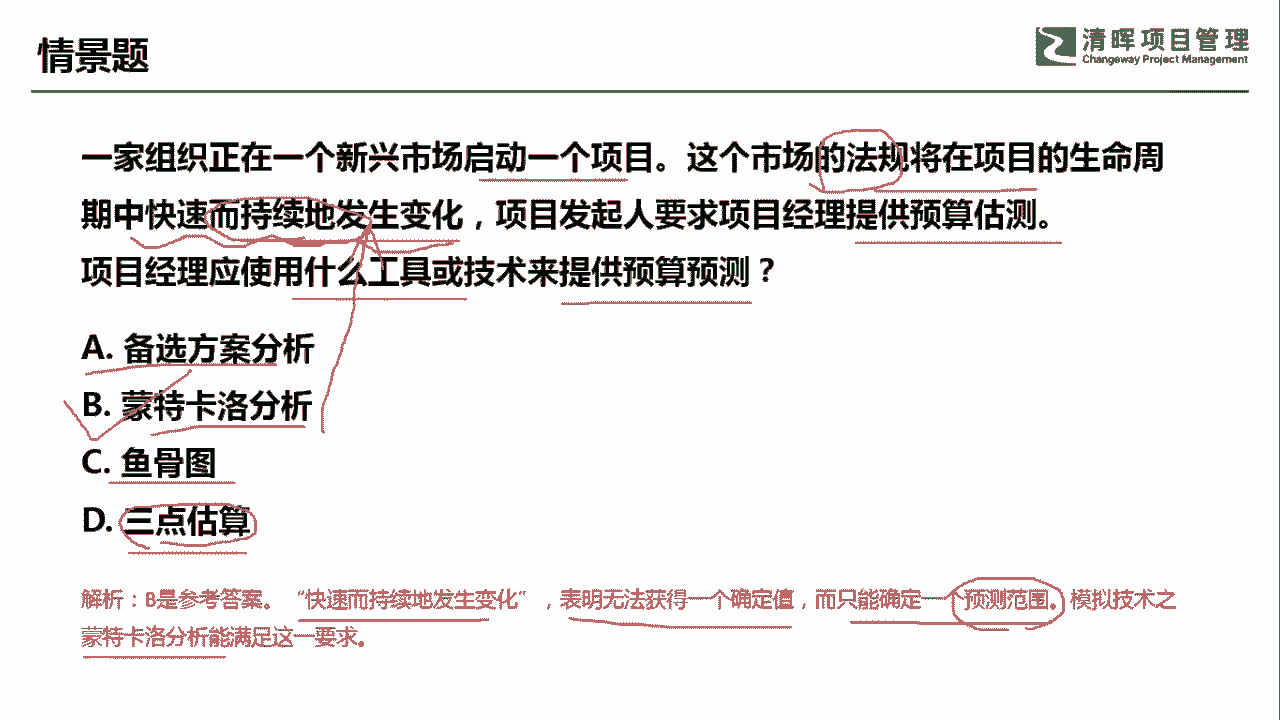 情景题
清晖项目管理
Changeway Project Management
一家组织正在一个新兴市场启动一个项目。这个市场的法规将在项目的生命周
期中快速而持续地发生变化，项目发起人要求项目经理提供预算估测。
项目经理应使用什么工具或技术来提供预算预测？
A. 备选方案分析
B. 蒙特卡洛分析
C. 鱼骨图
D. 三点估算
解析：B是参考答案。“快速而持续地发生变化”，表明无法获得一个确定值，而只能确定一个预测范围。模拟技术之
蒙特卡洛分析能满足这一要求。